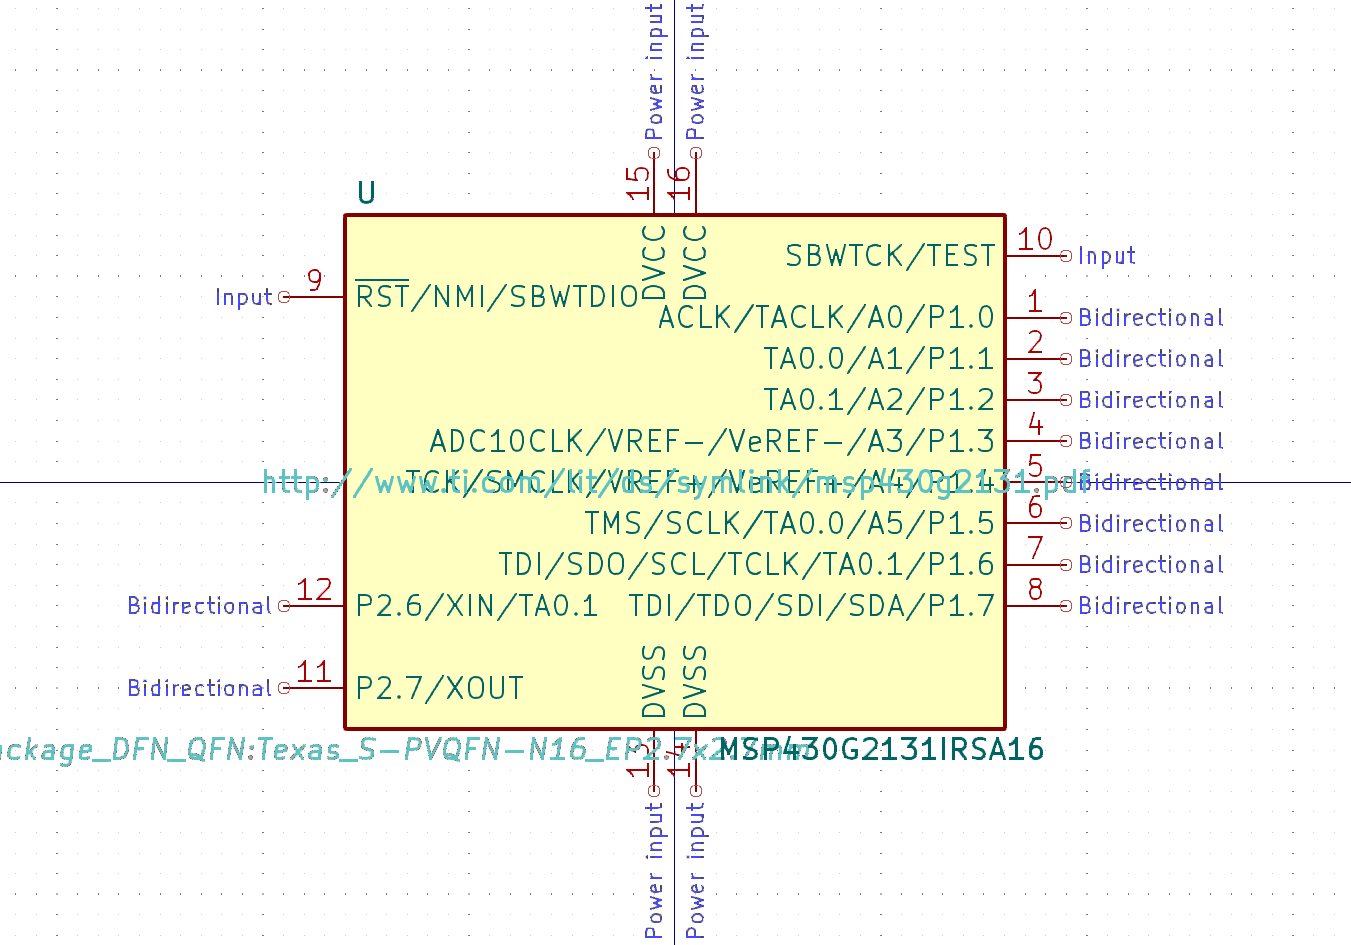 Power input
Power input
15
16
U
DVCC
DVCC
SBWTCK/TEST
10
Input
Input
9
RST/NMI/SBWTDIO
ACLK/TACLK/A0/P1.0
1
Bidirectional
TA0.0/A1/P1.1
2
Bidirectional
TA0.1/A2/P1.2
3
Bidirectional
ADC10CLK/VREF-/VeREF-/A3/P1.3
4
Bidirectional
http://www.ti.com/lit/ds/symlink/msp430g2131.pdf
TCK/SMCLK/VREF+/VeREF+/A4/P1.4
5
Bidirectional
TMS/SCLK/TA0.0/A5/P1.5
6
Bidirectional
TDI/SDO/SCL/TCLK/TA0.1/P1.6
7
Bidirectional
Bidirectional
12
P2.6/XIN/TA0.1
TDI/TDO/SDI/SDA/P1.7
8
Bidirectional
Bidirectional
11
P2.7/XOUT
DVSS
DVSS
ackage_DFN_QFN:Texas_S-PVQFN-N16_EP2.7x2.7mm
MSP430G2131IRSA16
13
14
Power input
Power input